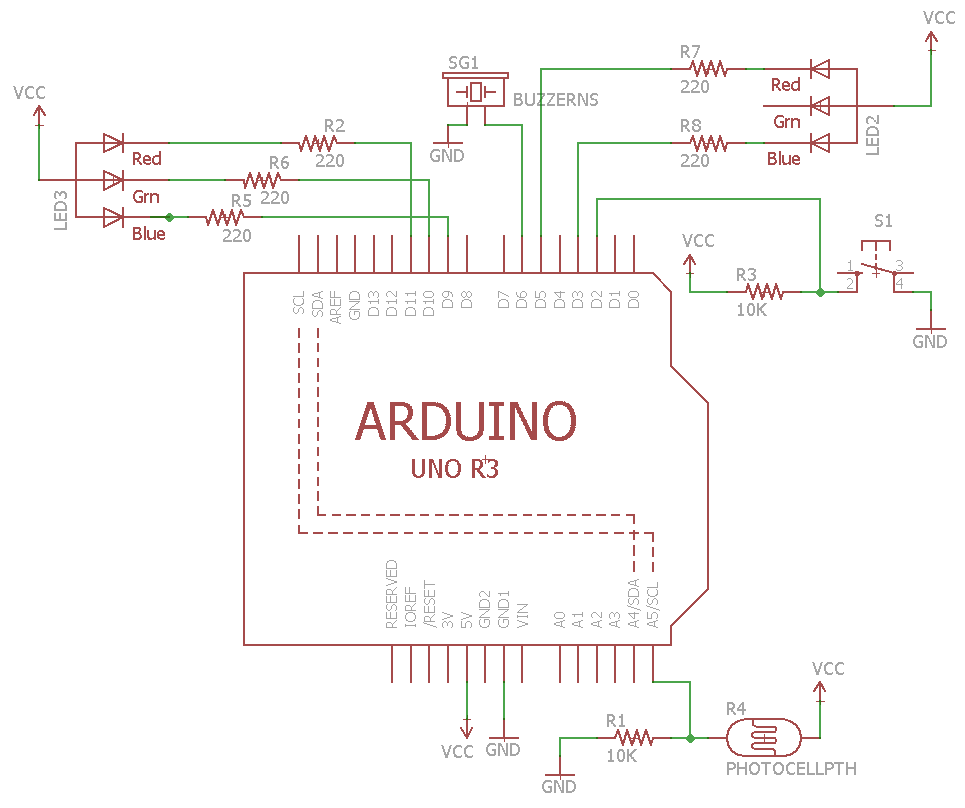 VCC
SG1
R7
Red
220
BUZZERNS
VCC
R2
Grn
LED2
R8
GND
Red
220
R6
220
Blue
Grn
220
LED3
R5
Blue
220
S1
VCC
1
3
R3
2
4
10K
GND
SCL
SDA
AREF
GND
D13
D12
D11
D10
D9
D8
D7
D6
D5
D4
D3
D2
D1
D0
ARDUINO
UNO R3
RESERVED
IOREF
/RESET
3V
5V
GND2
GND1
VIN
A0
A1
A2
A3
A4/SDA
A5/SCL
VCC
R4
R1
VCC
GND
10K
PHOTOCELLPTH
GND